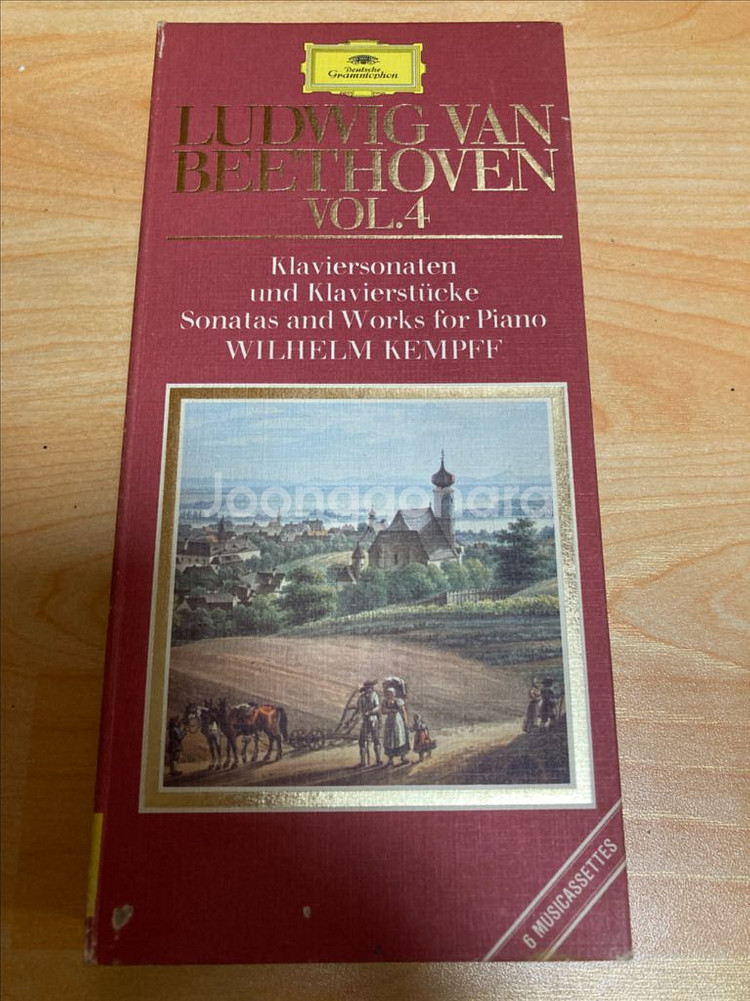 Deutsche
Grammophon
LUDWIG VAN
BEETHOVEN
VOL.4
Klaviersonaten
und Klavierstücke
Sonatas and Works for Piano
WILHELM KEMPFF
Joonggonara
6 MUSICASSETTES